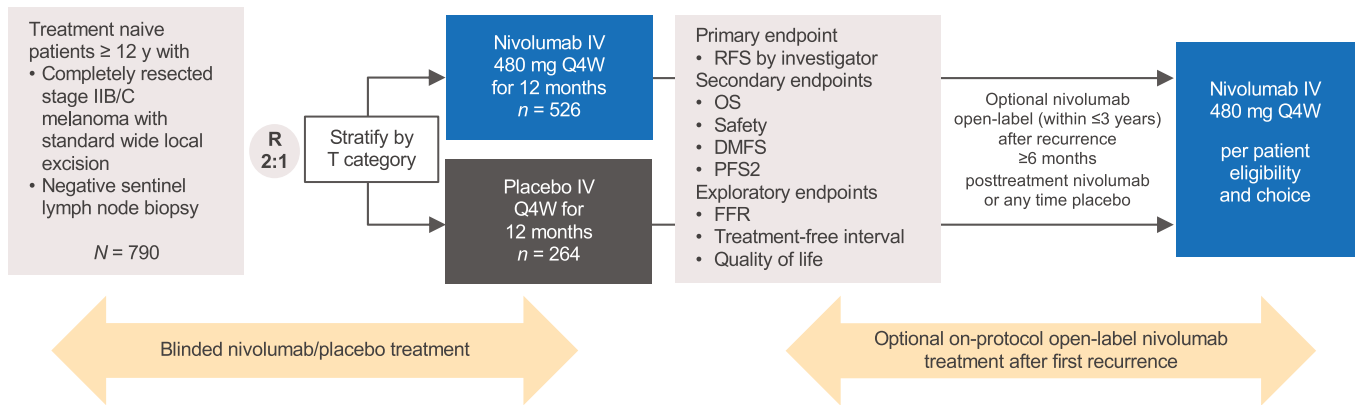 Treatment naive
patients ≥ 12 y with
• Completely resected
stage IIB/C
melanoma with
standard wide local
excision
• Negative sentinel
lymph node biopsy
N = 790
R
2:1
Stratify by
T category
Nivolumab IV
480 mg Q4W
for 12 months
n = 526
Placebo IV
Q4W for
12 months
n = 264
Primary endpoint
• RFS by investigator
Secondary endpoints
• OS
• Safety
• DMFS
• PFS2
Exploratory endpoints
• FFR
• Treatment-free interval
• Quality of life
Optional nivolumab
open-label (within ≤3 years)
after recurrence
≥6 months
posttreatment nivolumab
or any time placebo
Nivolumab IV
480 mg Q4W
per patient
eligibility
and choice
Blinded nivolumab/placebo treatment
Optional on-protocol open-label nivolumab
treatment after first recurrence